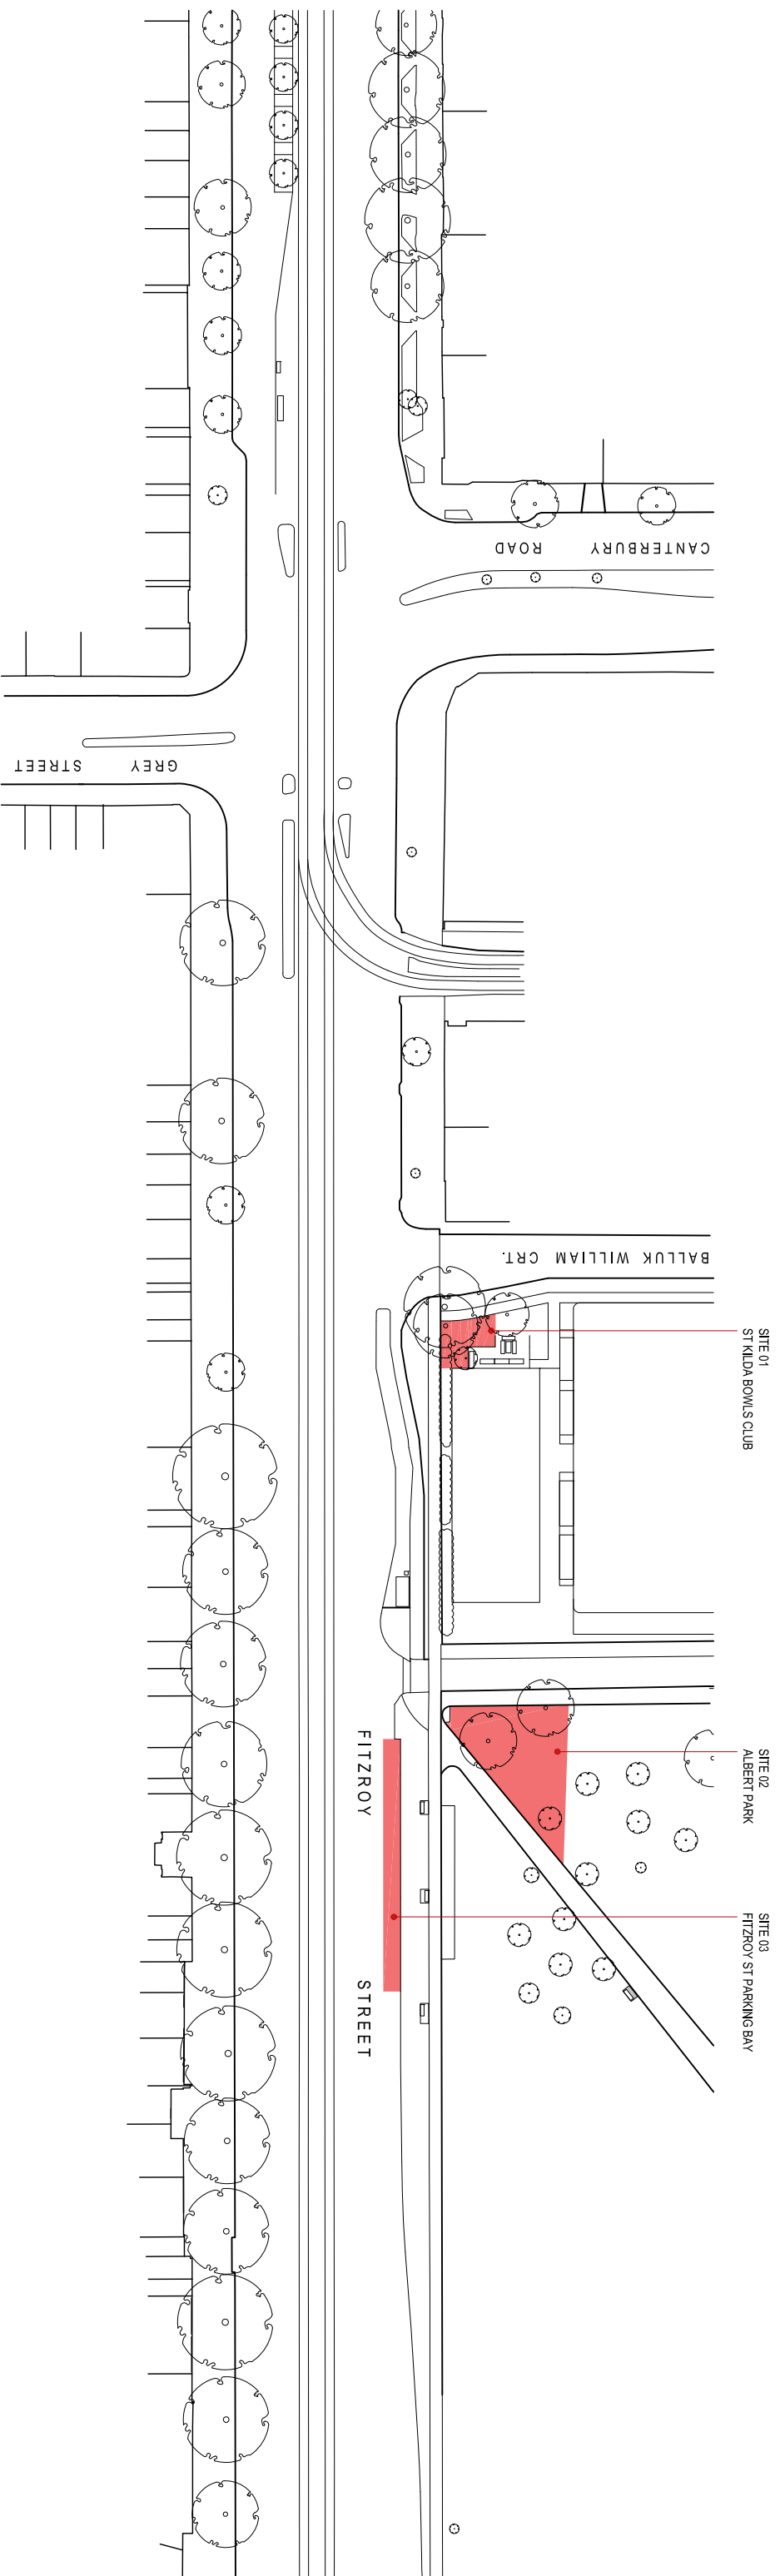 CANTERBURY ROAD
GREY STREET
BALLUK WILLIAM CRT.
SITE 01
ST KILDA BOWLS CLUB
SITE 02
ALBERT PARK
SITE 03
FITZROY ST PARKING BAY
FITZROY STREET